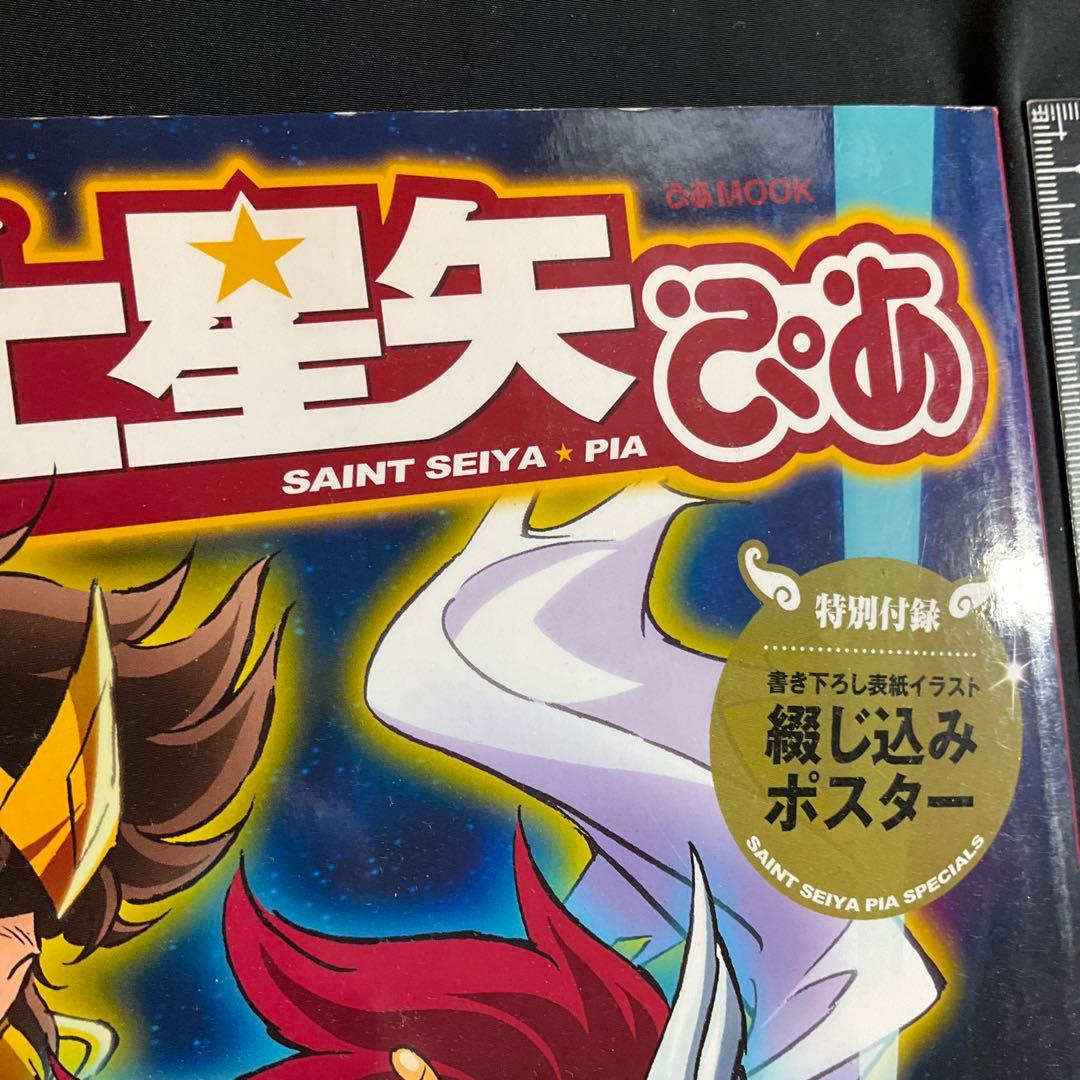 ぴあMOOK
士星矢ぴあ
SAINT SEIYA★PIA
特別付録
書き下ろし表紙イラスト
綴じ込み
ポスター
SAINT SEIYA PIA SPECIALS